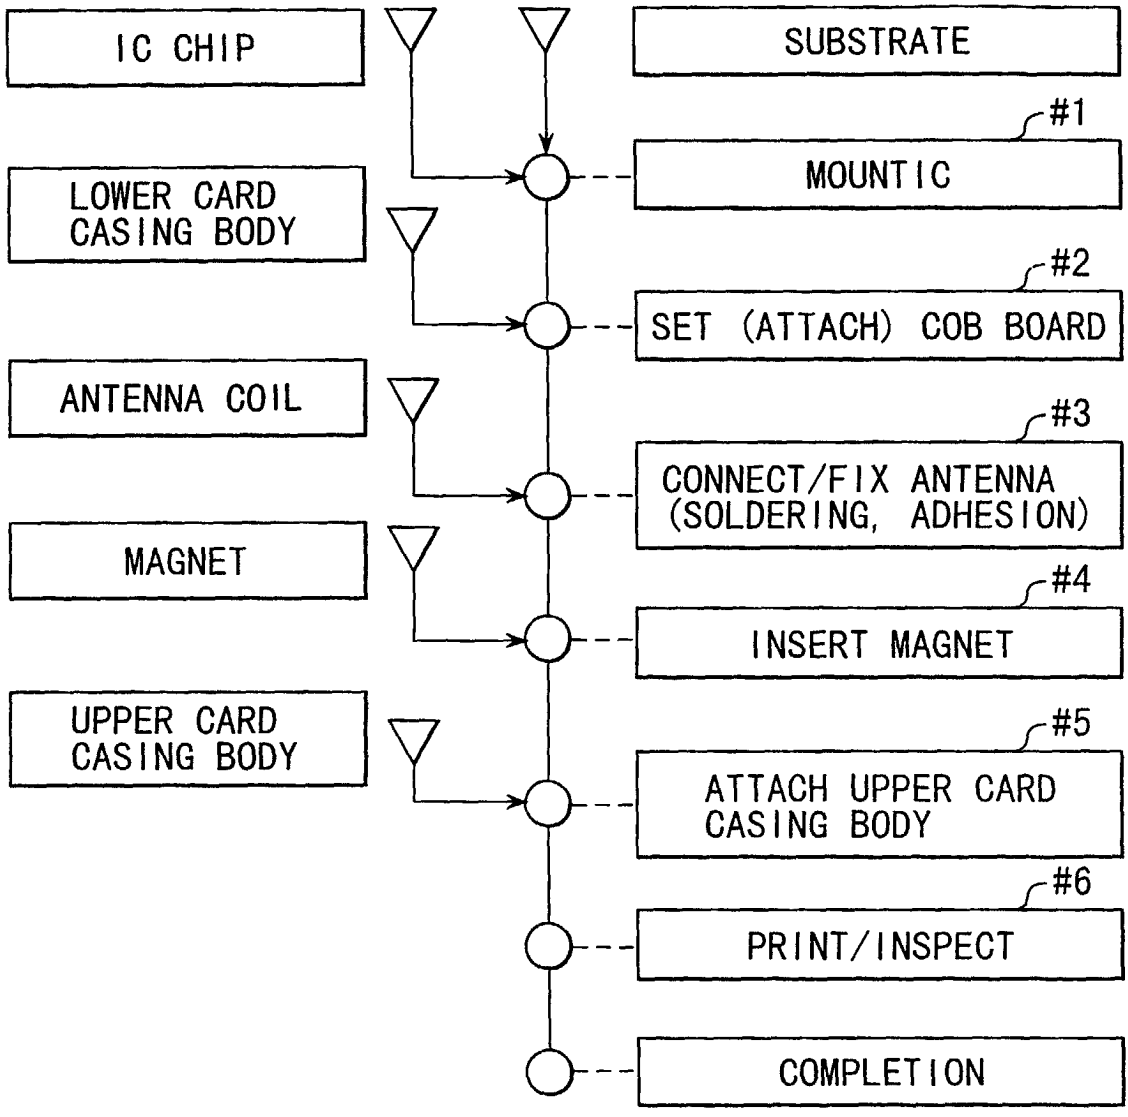 IC CHIP
SUBSTRATE
#1
MOUNTIC
LOWER CARD
CASING BODY
#2
SET (ATTACH) COB BOARD
ANTENNA COIL
#3
CONNECT/FIX ANTENNA
(SOLDERING, ADHESION)
MAGNET
#4
INSERT MAGNET
UPPER CARD
CASING BODY
#5
ATTACH UPPER CARD
CASING BODY
#6
PRINT/INSPECT
COMPLETION